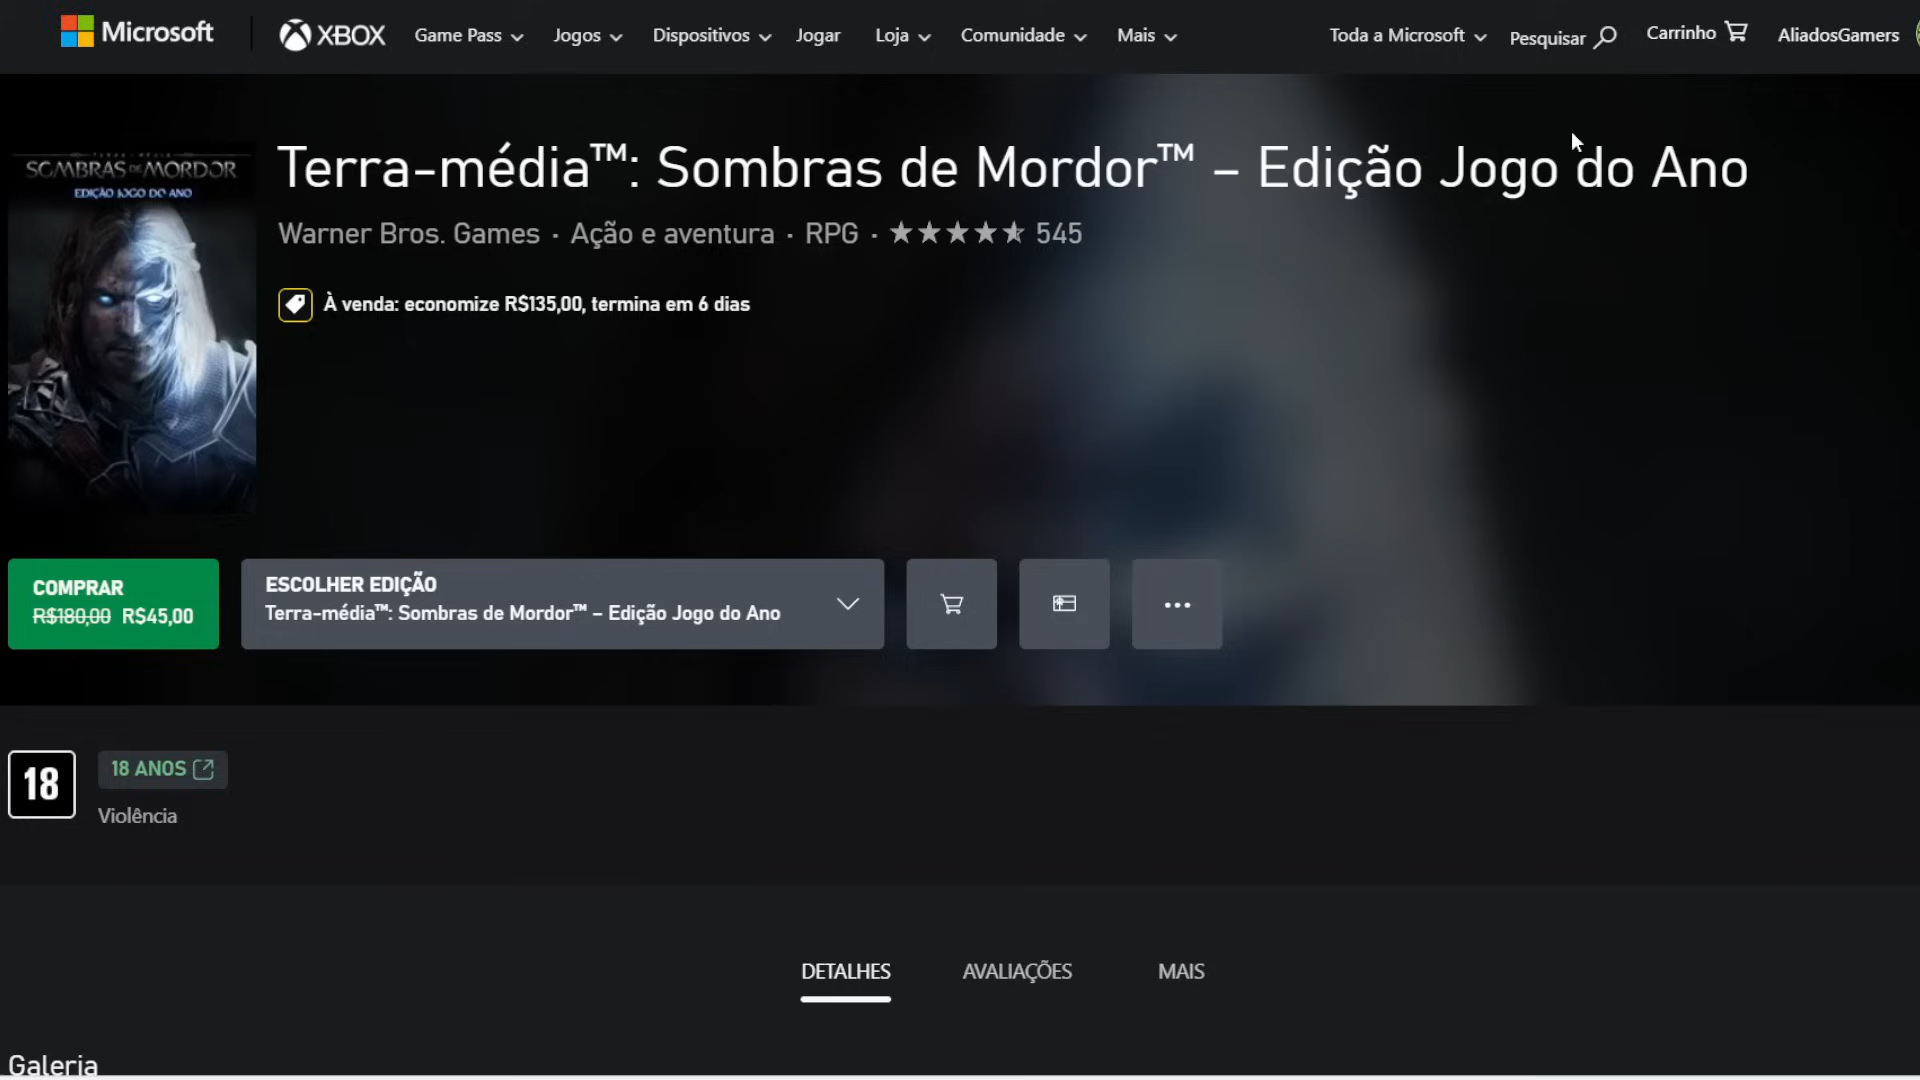 Microsoft
XBOX
Game Pass
Jogos
Dispositivos
Jogar
Loja
Comunidade
Mais
Toda a Microsoft
Pesquisar
Carrinho
AliadosGamers
SOMBRAS DE MORDOR
EDIÇÃO JOGO DO ANO
Terra-média™: Sombras de Mordor™ – Edição Jogo do Ano
Warner Bros. Games · Ação e aventura · RPG · 545
À venda: economize R$135,00, termina em 6 dias
COMPRAR
R$180,00 R$45,00
ESCOLHER EDIÇÃO
Terra-média™: Sombras de Mordor™ – Edição Jogo do Ano
18
18 ANOS
Violência
DETALHES
AVALIAÇÕES
MAIS
Galeria